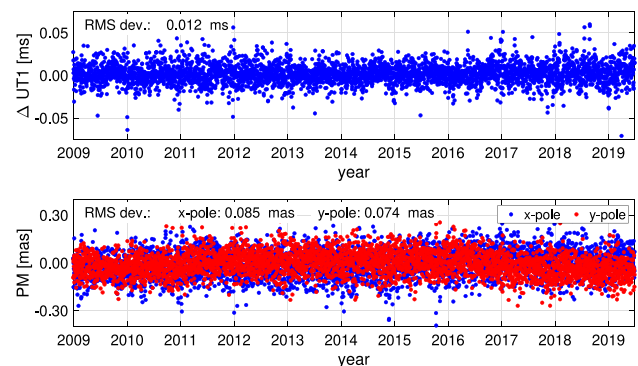 RMS dev.: 0.012 ms
Δ UT1 [ms]
0.05
0.00
-0.05
2009 2010 2011 2012 2013 2014 2015 2016 2017 2018 2019
year
RMS dev.: x-pole: 0.085 mas y-pole: 0.074 mas
x-pole y-pole
PM [mas]
0.30
0.00
-0.30
2009 2010 2011 2012 2013 2014 2015 2016 2017 2018 2019
year